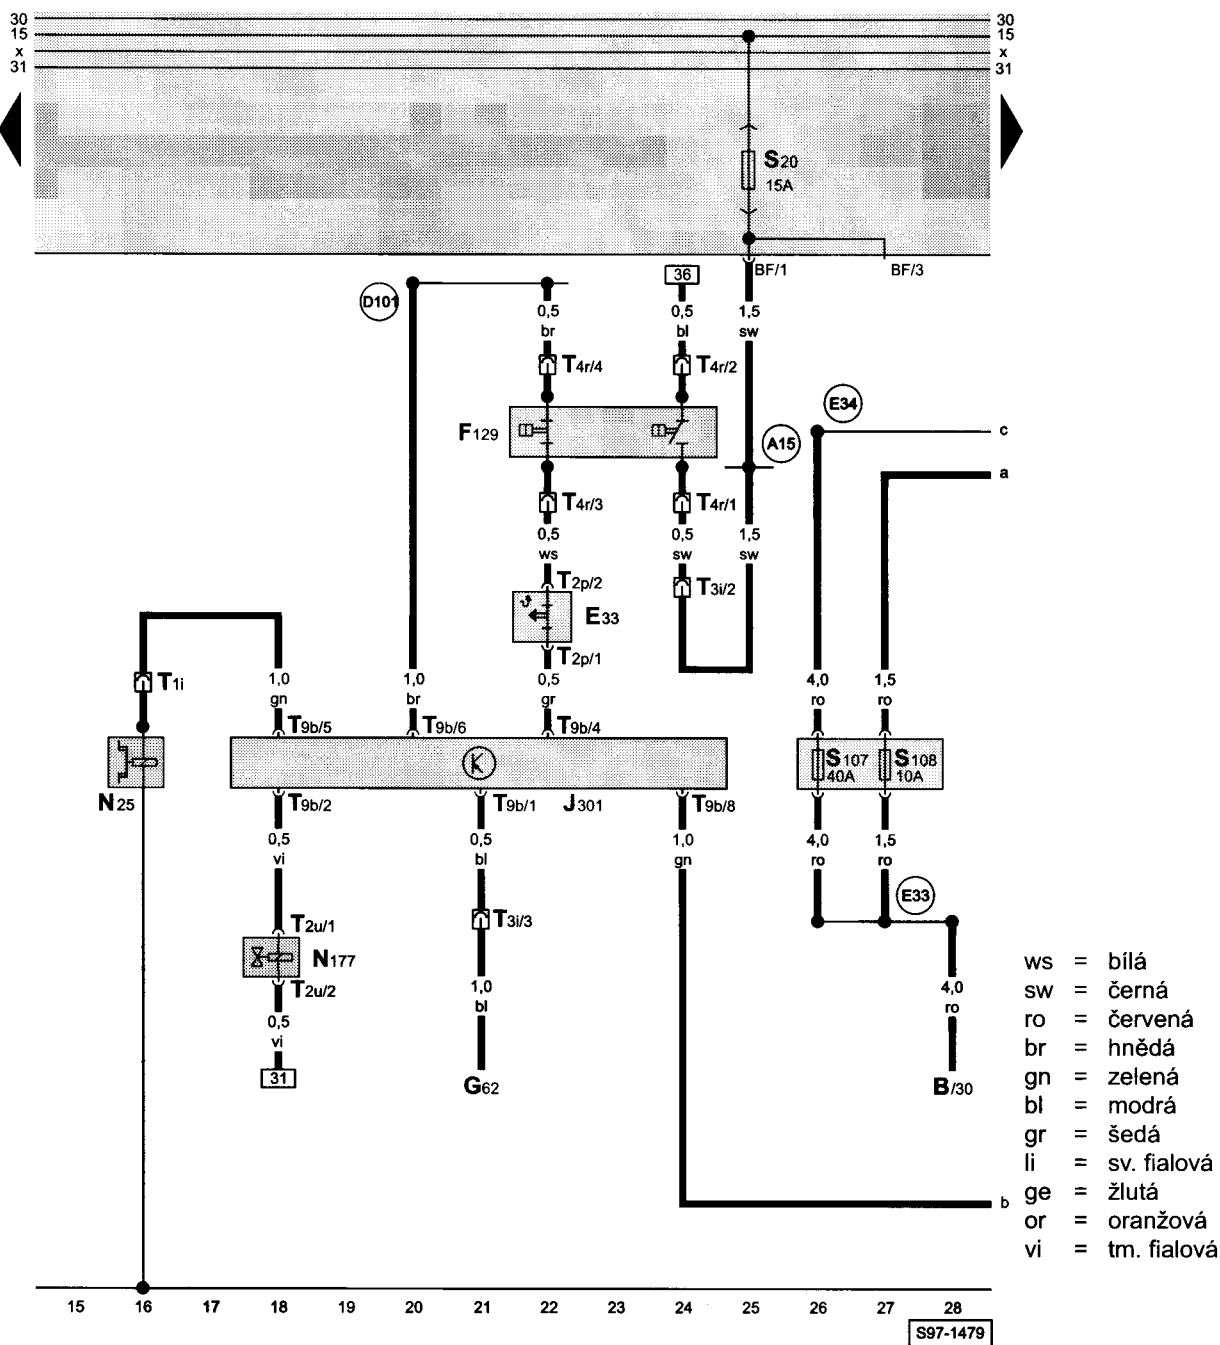 30 30
15 15
x x
31 31
S20
15A
BF/1 BF/3
36
D101
0,5 0,5 1,5
br bl sw
T4r/4 T4r/2
E34
F129
A15
c
a
T4r/3 T4r/1
0,5 0,5 1,5
ws sw sw
T2p/2 T3i/2
E33
T2p/1
T1i
1,0 1,0 0,5 4,0 1,5
gn br gr ro ro
T9b/5 T9b/6 T9b/4
S107 S108
40A 10A
N25 T9b/2 T9b/1 J301 T9b/8
0,5 0,5 1,0 4,0 1,5
vi bl gn ro ro
E33
T2u/1 T3i/3
N177
T2u/2
1,0 4,0
bl ro
0,5
vi
31
G62 B/30
b
ws = bílá
sw = černá
ro = červená
br = hnědá
gn = zelená
bl = modrá
gr = šedá
li = sv. fialová
ge = žlutá
or = oranžová
vi = tm. fialová
15 16 17 18 19 20 21 22 23 24 25 26 27 28
S97-1479